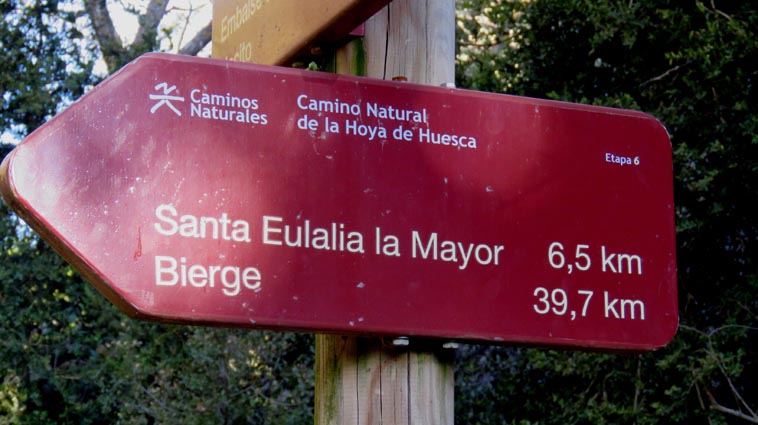 Embalse
Caminos
Naturales
Camino Natural
de la Hoya de Huesca
Etapa 6
Santa Eulalia la Mayor 6,5 km
Bierge 39,7 km